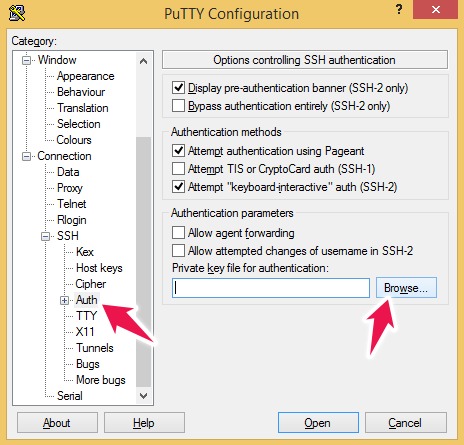 PuTTY Configuration
?
Category:
Window
Appearance
Behaviour
Translation
Selection
Colours
Connection
Data
Proxy
Telnet
Rlogin
SSH
Kex
Host keys
Cipher
Auth
TTY
X11
Tunnels
Bugs
More bugs
Serial
Options controlling SSH authentication
Display pre-authentication banner (SSH-2 only)
Bypass authentication entirely (SSH-2 only)
Authentication methods
Attempt authentication using Pageant
Attempt TIS or CryptoCard auth (SSH-1)
Attempt "keyboard-interactive" auth (SSH-2)
Authentication parameters
Allow agent forwarding
Allow attempted changes of username in SSH-2
Private key file for authentication:
Browse...
About
Help
Open
Cancel